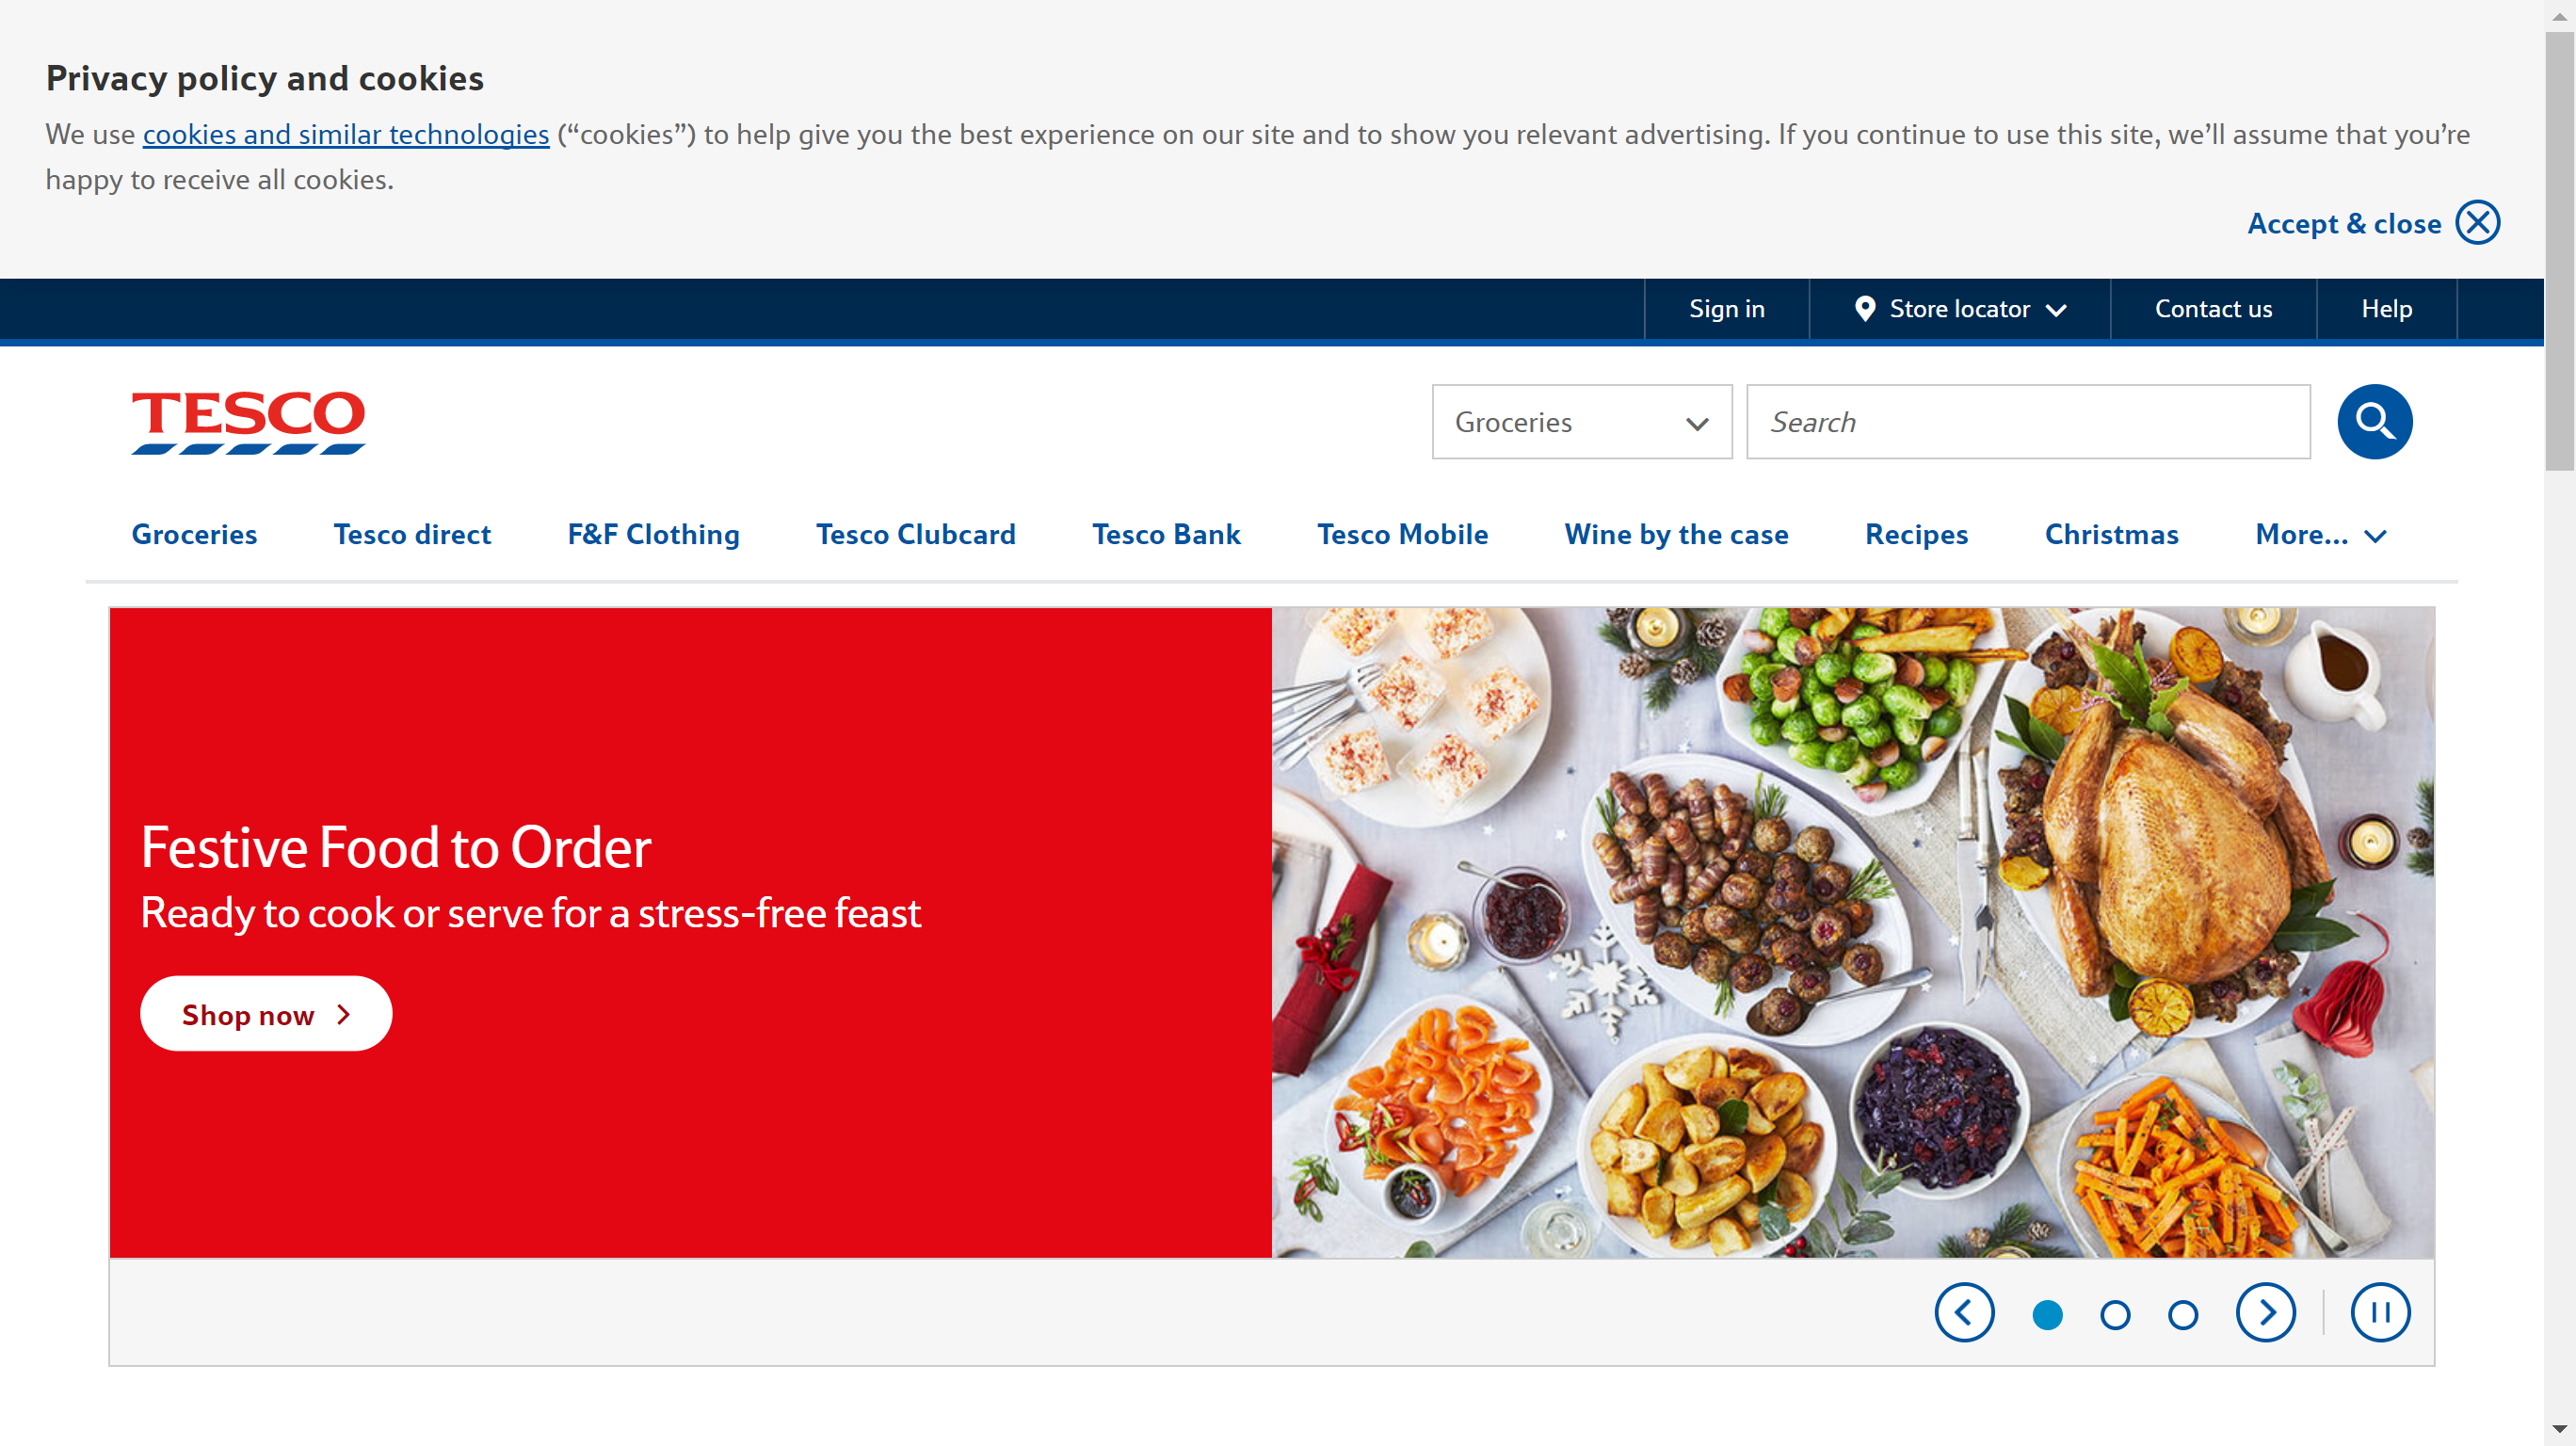 Privacy policy and cookies
We use cookies and similar technologies (“cookies”) to help give you the best experience on our site and to show you relevant advertising. If you continue to use this site, we’ll assume that you’re
happy to receive all cookies.
Accept & close
Sign in
Store locator
Contact us
Help
TESCO
Groceries
Search
Groceries
Tesco direct
F&F Clothing
Tesco Clubcard
Tesco Bank
Tesco Mobile
Wine by the case
Recipes
Christmas
More...
Festive Food to Order
Ready to cook or serve for a stress-free feast
Shop now